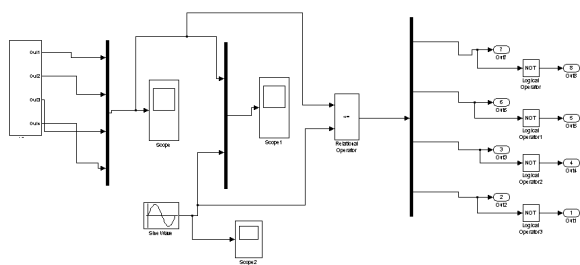 Out1
Out2
Out3
Out4
Scope
Scope1
Sine Wave
Scope2
Relational
Operator
7
Out7
NOT
Logical
Operator
8
Out8
6
Out6
NOT
Logical
Operator1
5
Out5
3
Out3
NOT
Logical
Operator2
4
Out4
2
Out2
NOT
Logical
Operator3
1
Out1